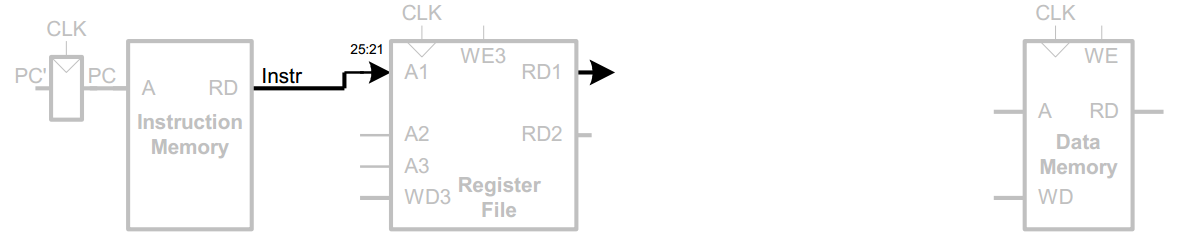 CLK
PC'
PC
A
RD
Instruction
Memory
Instr
25:21
CLK
WE3
A1
RD1
A2
RD2
A3
WD3
Register
File
CLK
WE
A
RD
Data
Memory
WD